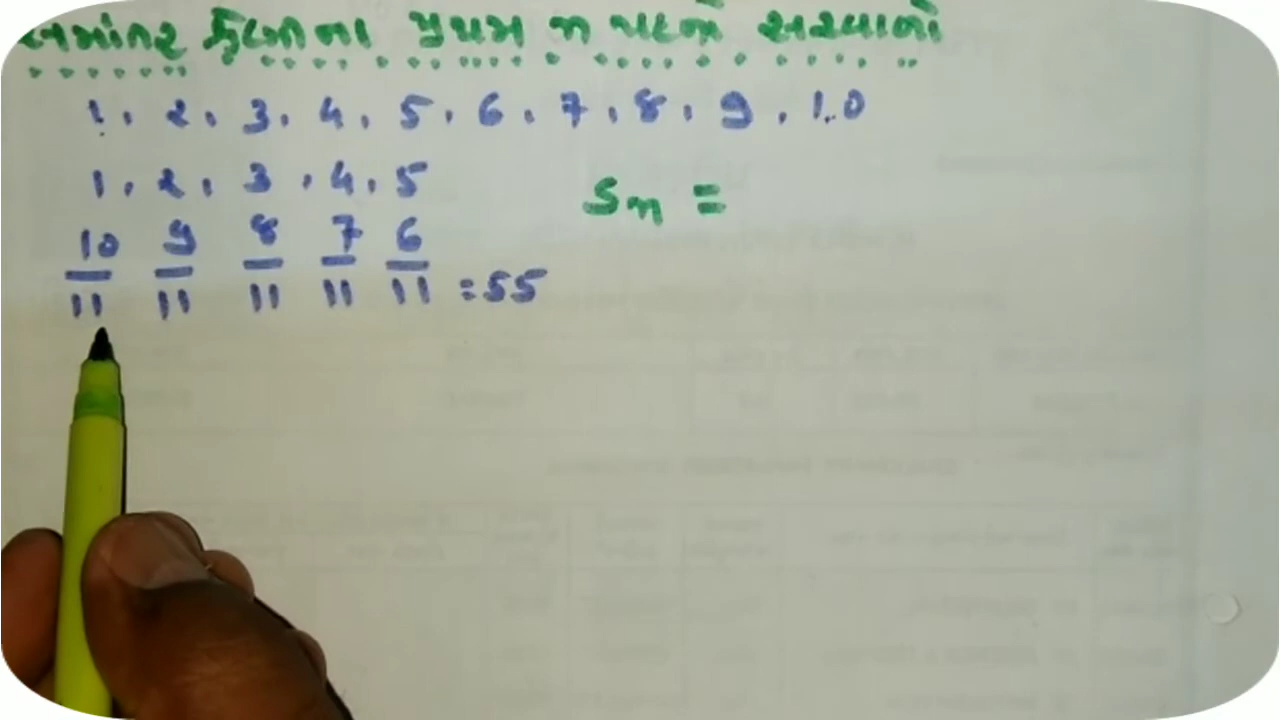 સમાંતર શ્રેણીના પ્રથમ n પદનો સરવાળો
1, 2, 3, 4, 5, 6, 7, 8, 9, 10
1, 2, 3, 4, 5
10 9 8 7 6
11 11 11 11 11 = 55
Sn =